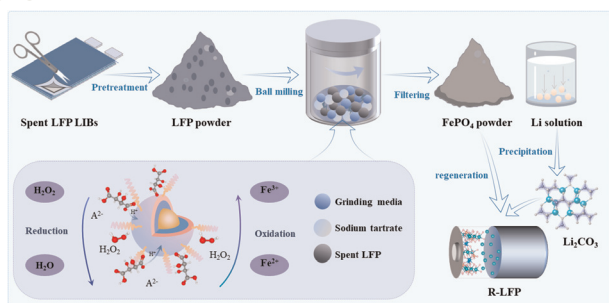 Pretreatment
Ball milling
Filtering
Spent LFP LIBs
LFP powder
FePO₄ powder
Li solution
regeneration
Precipitation
Li₂CO₃
R-LFP
H₂O₂
Reduction
H₂O
A²⁻
H⁺
H₂O₂
H⁺
A²⁻
H₂O₂
Fe³⁺
Oxidation
Fe²⁺
Grinding media
Sodium tartrate
Spent LFP